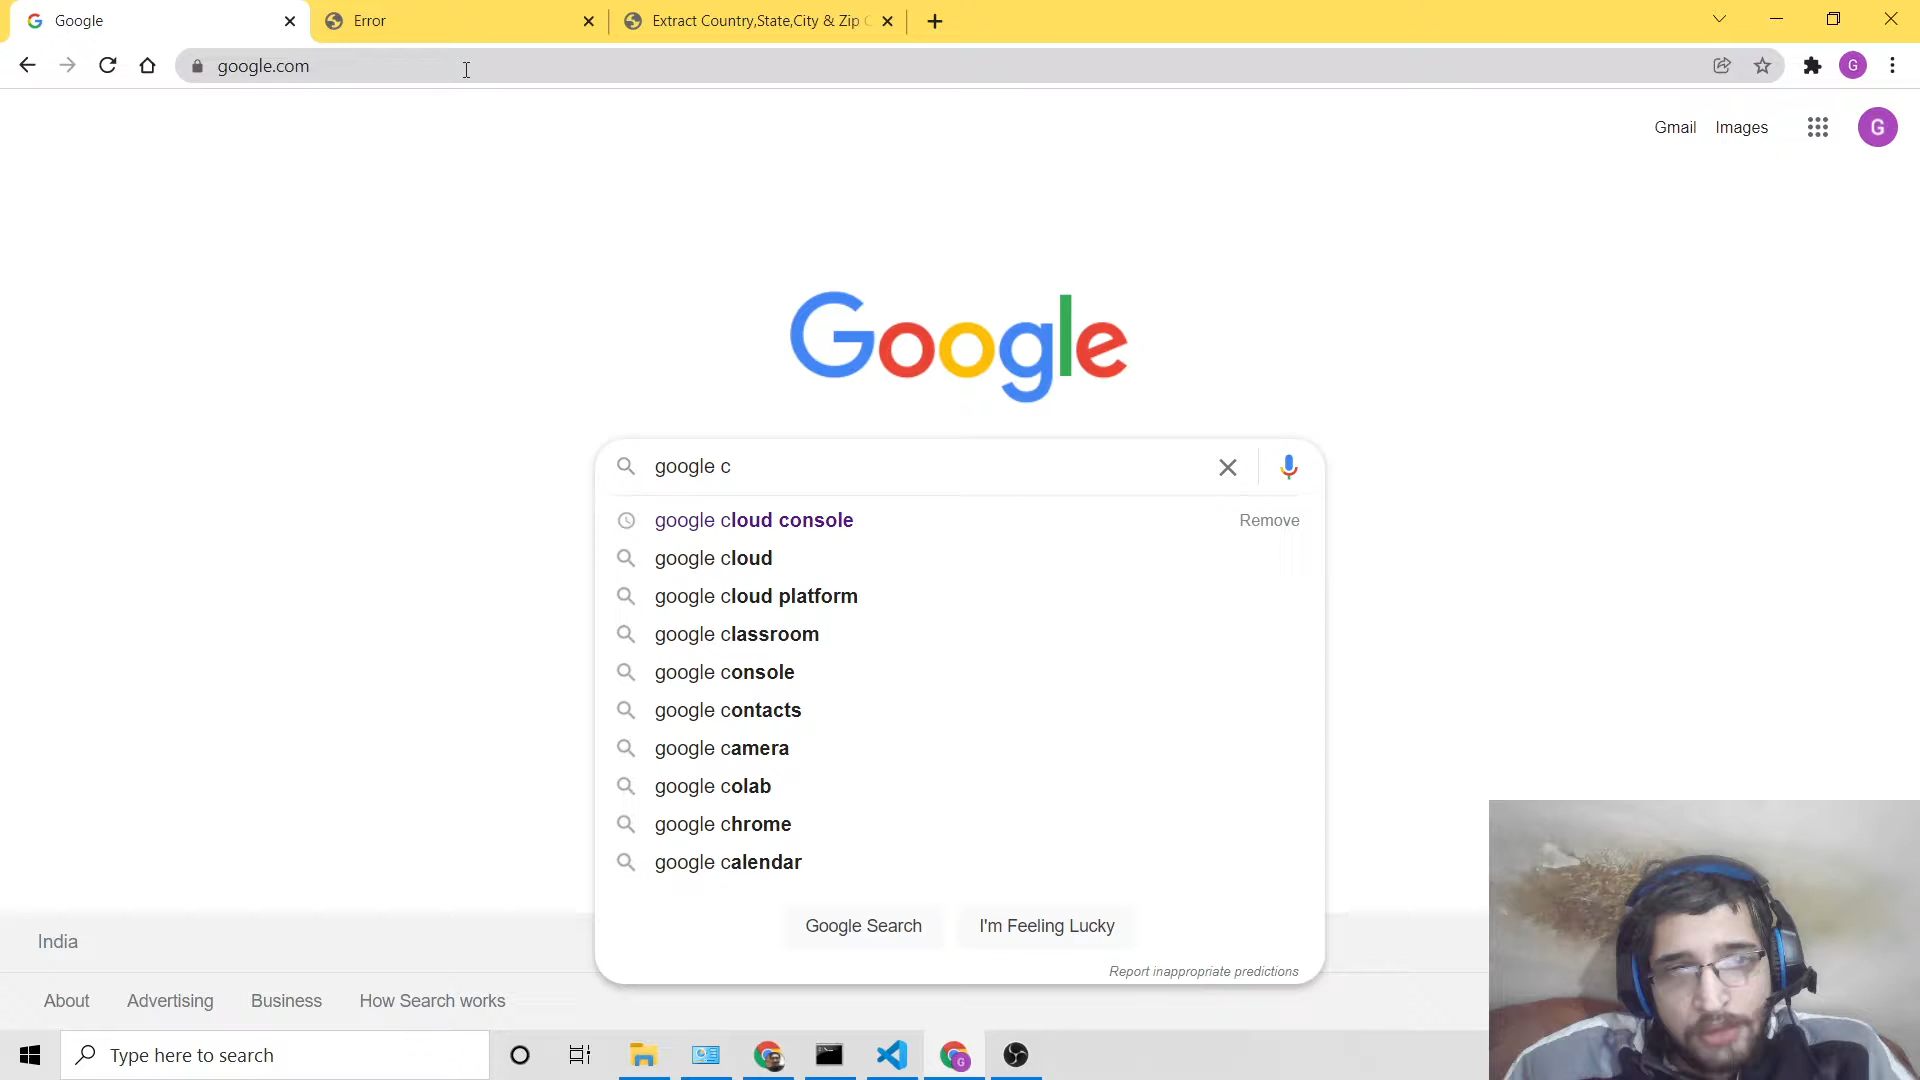 Google
Error
Extract Country,State,City & Zip
google.com
Gmail
Images
G
G
Google
google c
google cloud console
Remove
google cloud
google cloud platform
google classroom
google console
google contacts
google camera
google colab
google chrome
google calendar
Google Search
I'm Feeling Lucky
Report inappropriate predictions
India
About
Advertising
Business
How Search works
Type here to search
G